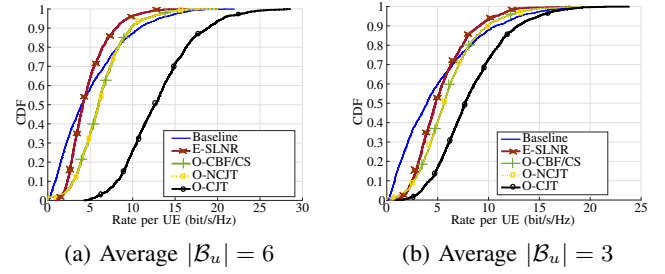 1
0.9
0.8
0.7
0.6
0.5
0.4
0.3
0.2
0.1
0
CDF
0 5 10 15 20 25 30
Rate per UE (bit/s/Hz)
Baseline
E-SLNR
O-CBF/CS
O-NCJT
O-CJT
(a) Average |𝓑ᵤ| = 6
1
0.9
0.8
0.7
0.6
0.5
0.4
0.3
0.2
0.1
0
CDF
0 5 10 15 20 25
Rate per UE (bit/s/Hz)
Baseline
E-SLNR
O-CBF/CS
O-NCJT
O-CJT
(b) Average |𝓑ᵤ| = 3